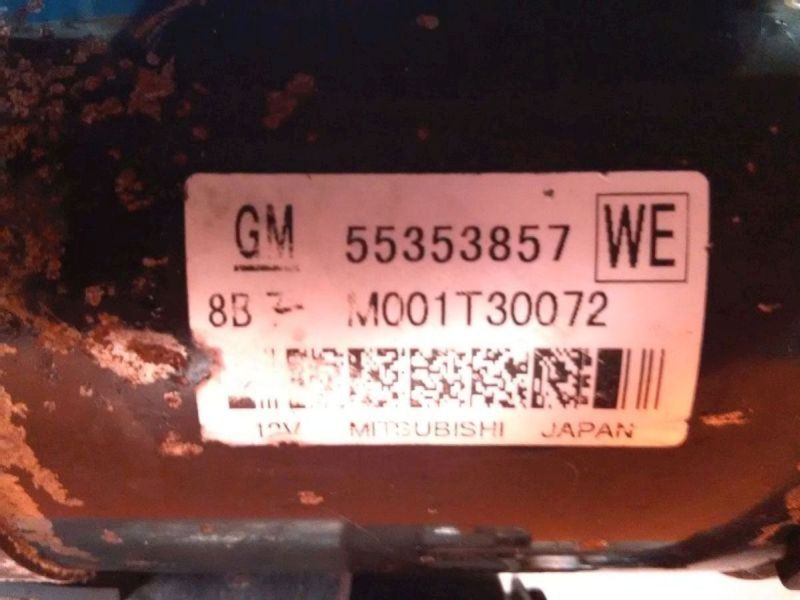 GM 55353857 WE
8B M001T30072
12V MITSUBISHI JAPAN